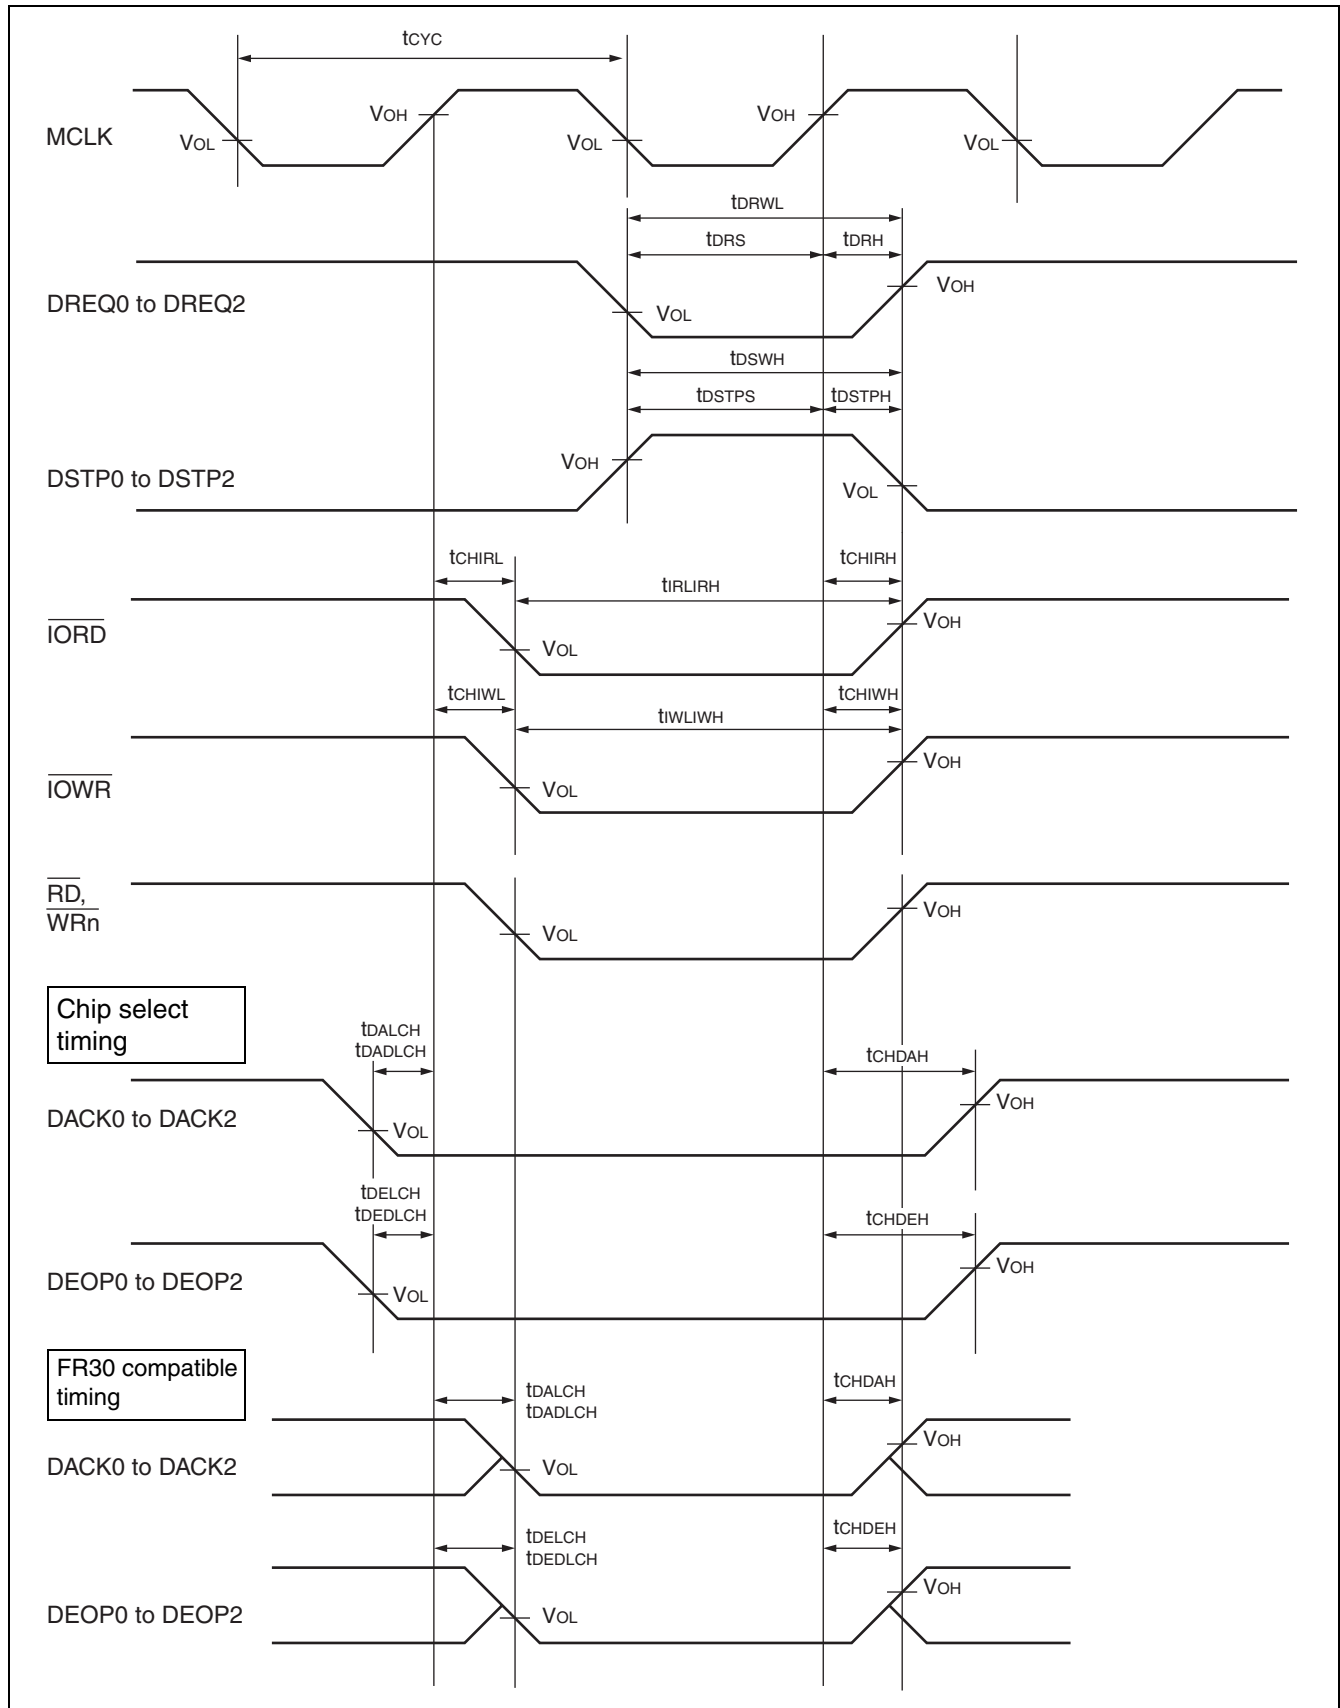 tCYC
MCLK
VOL
VOH
VOL
VOH
VOL
tDRWL
tDRS
tDRH
DREQ0 to DREQ2
VOL
VOH
tDSWH
tDSTPS
tDSTPH
DSTP0 to DSTP2
VOH
VOL
tCHIRL
tCHIRH
tIRLIRH
IORD
VOL
VOH
tCHIWL
tCHIWH
tIWLIWH
IOWR
VOL
VOH
RD,
WRn
VOL
VOH
Chip select
timing
tDALCH
tDADLCH
tCHDAH
DACK0 to DACK2
VOL
VOH
tDELCH
tDEDLCH
tCHDEH
DEOP0 to DEOP2
VOL
VOH
FR30 compatible
timing
tDALCH
tDADLCH
tCHDAH
DACK0 to DACK2
VOL
VOH
tDELCH
tDEDLCH
tCHDEH
DEOP0 to DEOP2
VOL
VOH